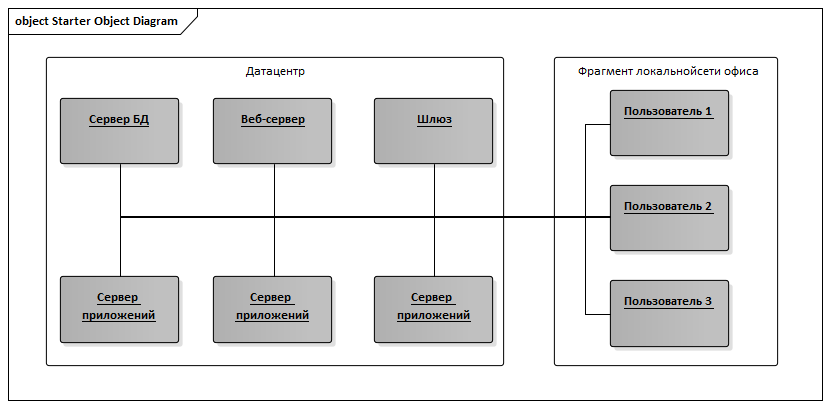 object Starter Object Diagram
Датацентр
Фрагмент локальнойсети офиса
Сервер БД
Веб-сервер
Шлюз
Пользователь 1
Пользователь 2
Сервер
приложений
Сервер
приложений
Сервер
приложений
Пользователь 3